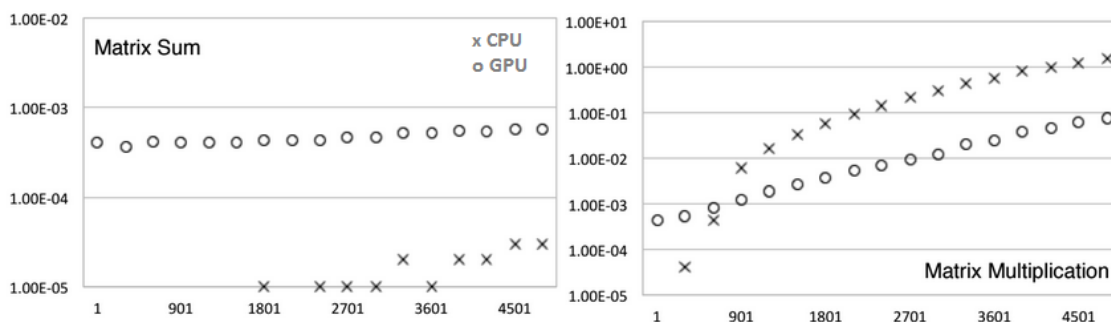 Matrix Sum
x CPU
o GPU
1.00E-02
1.00E-03
1.00E-04
1.00E-05
1 901 1801 2701 3601 4501
1.00E+01
1.00E+00
1.00E-01
1.00E-02
1.00E-03
1.00E-04
1.00E-05
Matrix Multiplication
1 901 1801 2701 3601 4501